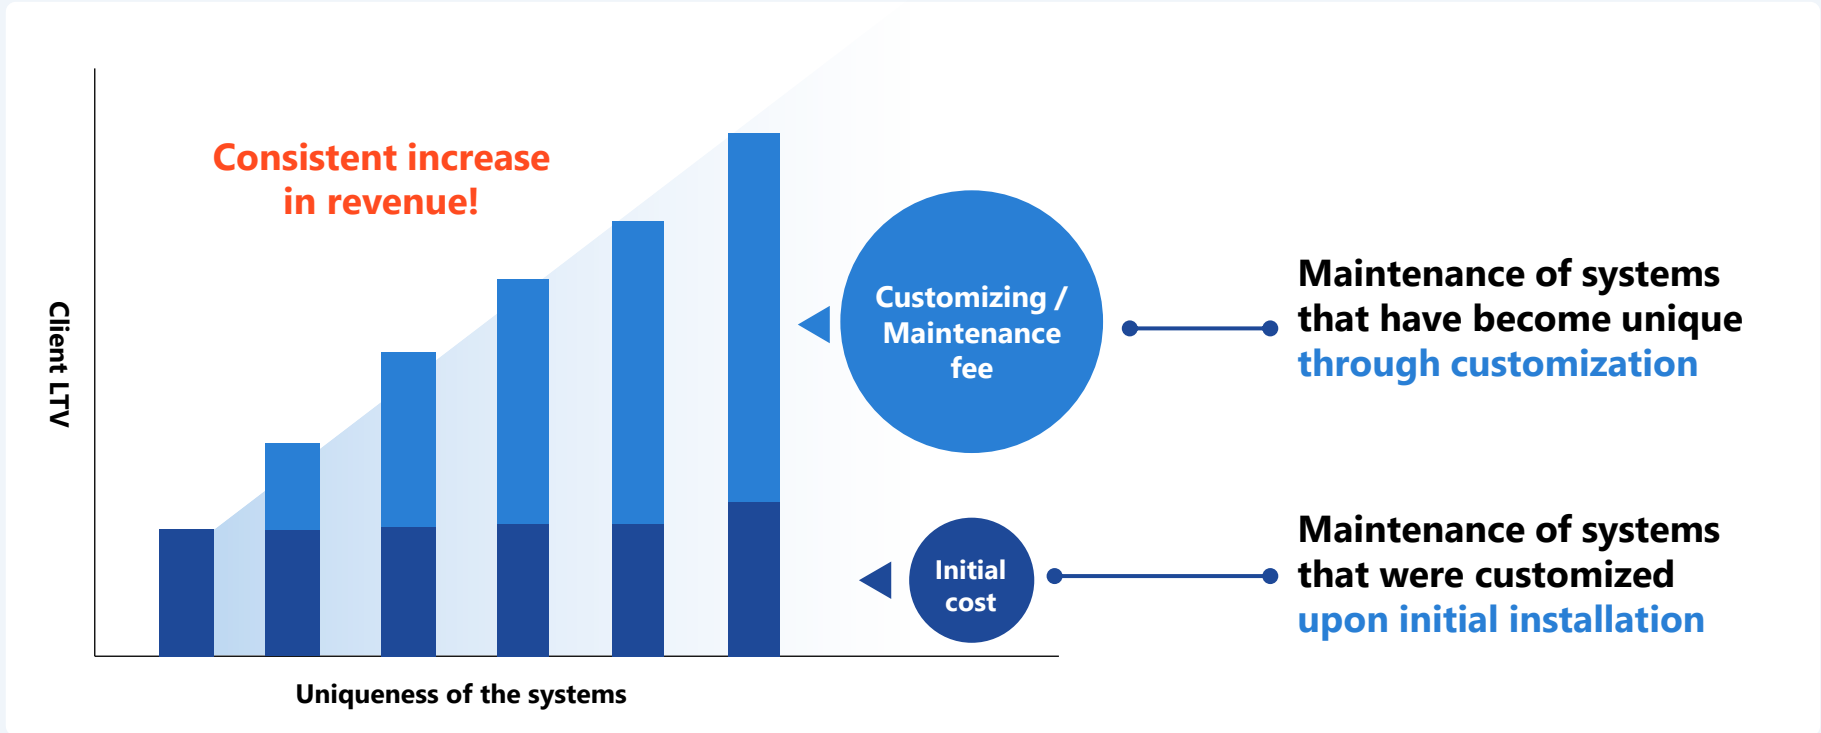 Consistent increase
in revenue!
Client LTV
Uniqueness of the systems
Customizing /
Maintenance
fee
Maintenance of systems
that have become unique
through customization
Initial
cost
Maintenance of systems
that were customized
upon initial installation